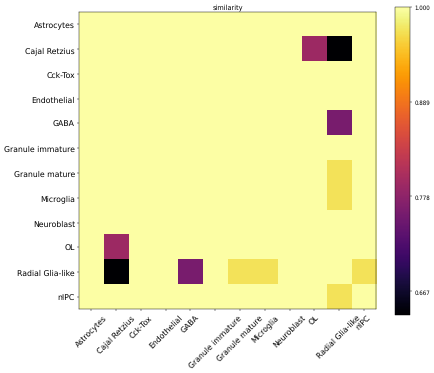 similarity
Astrocytes
Cajal Retzius
Cck-Tox
Endothelial
GABA
Granule immature
Granule mature
Microglia
Neuroblast
OL
Radial Glia-like
nIPC
Astrocytes
Cajal Retzius
Cck-Tox
Endothelial
GABA
Granule immature
Granule mature
Microglia
Neuroblast
OL
Radial Glia-like
nIPC
1.000
0.889
0.778
0.667